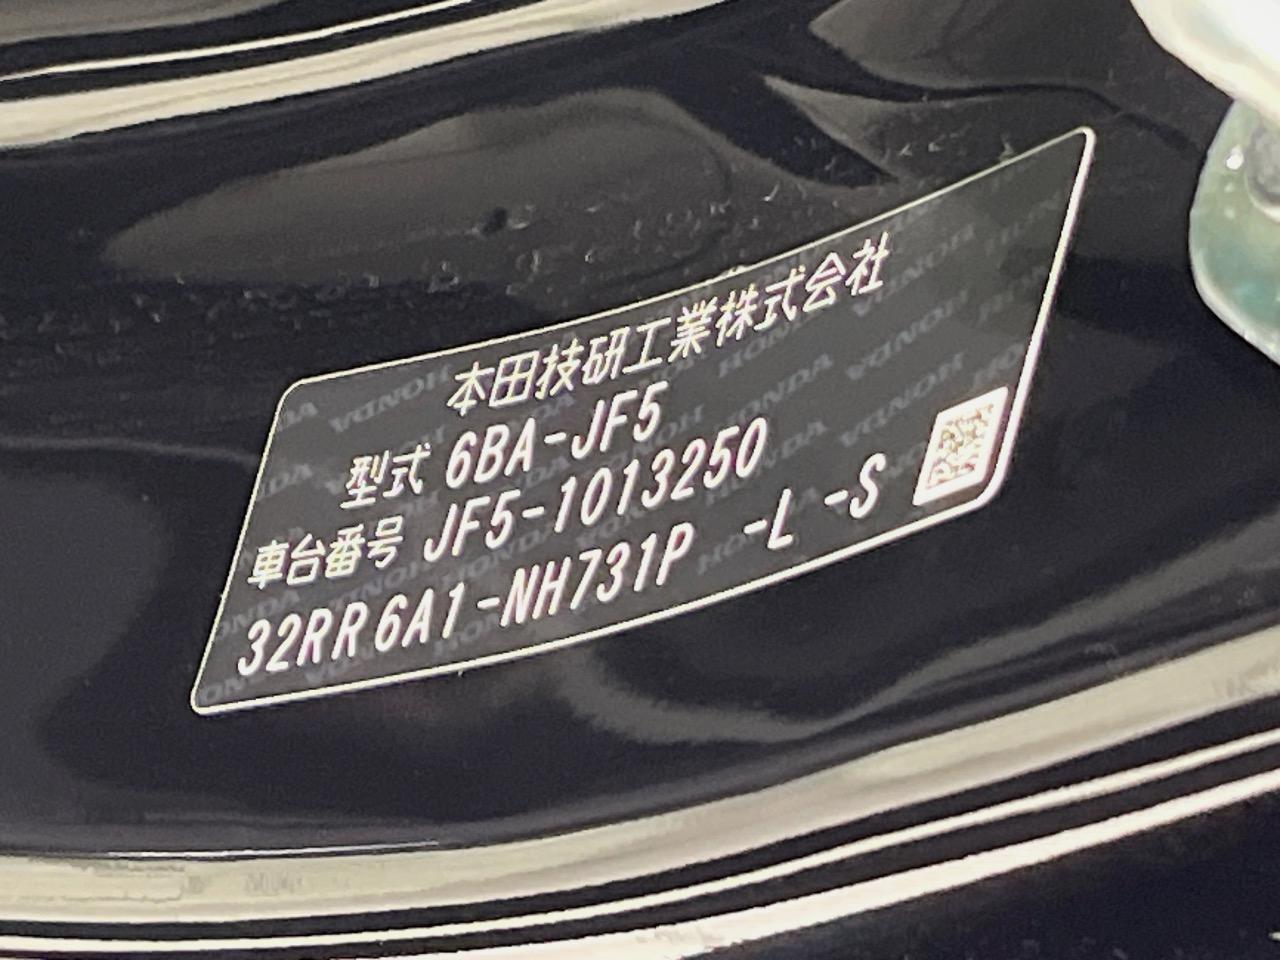 本田技研工業株式会社
型式 6BA-JF5
車台番号 JF5-1013250
32RR6A1-NH731P -L -S